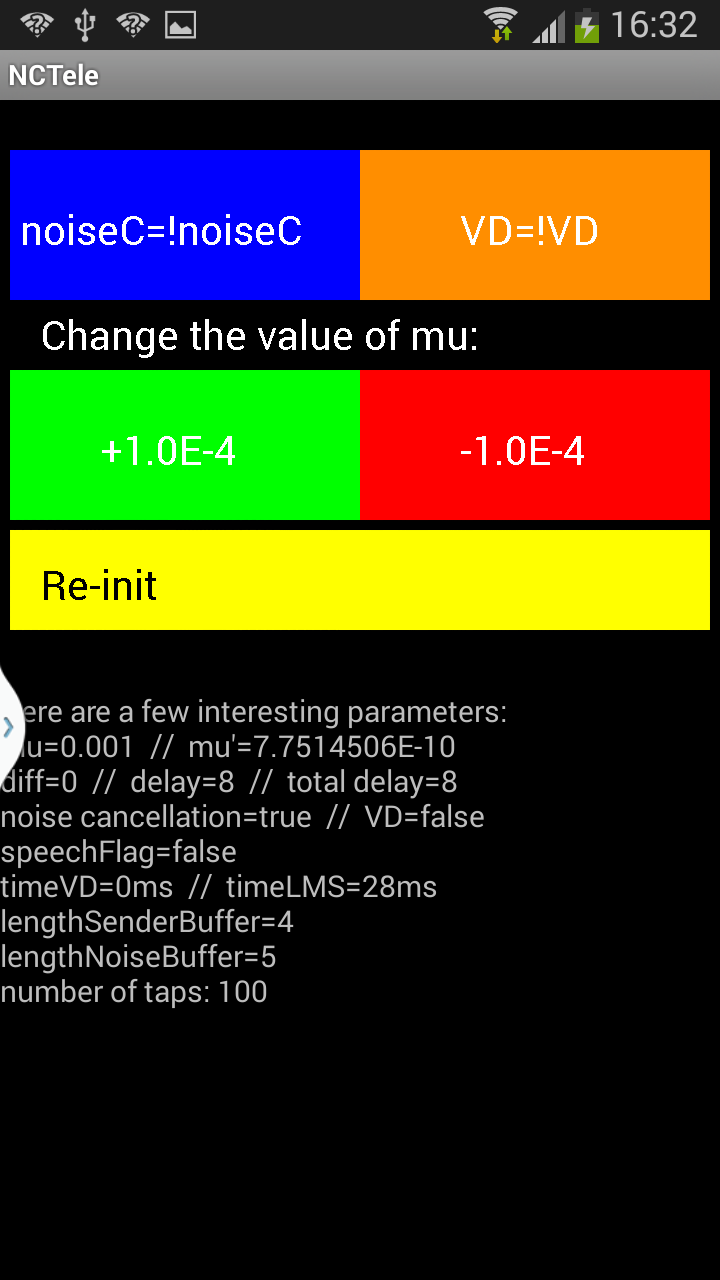 16:32
NCTele
noiseC=!noiseC VD=!VD
Change the value of mu:
+1.0E-4 -1.0E-4
Re-init
ere are a few interesting parameters:
u=0.001 // mu'=7.7514506E-10
diff=0 // delay=8 // total delay=8
noise cancellation=true // VD=false
speechFlag=false
timeVD=0ms // timeLMS=28ms
lengthSenderBuffer=4
lengthNoiseBuffer=5
number of taps: 100